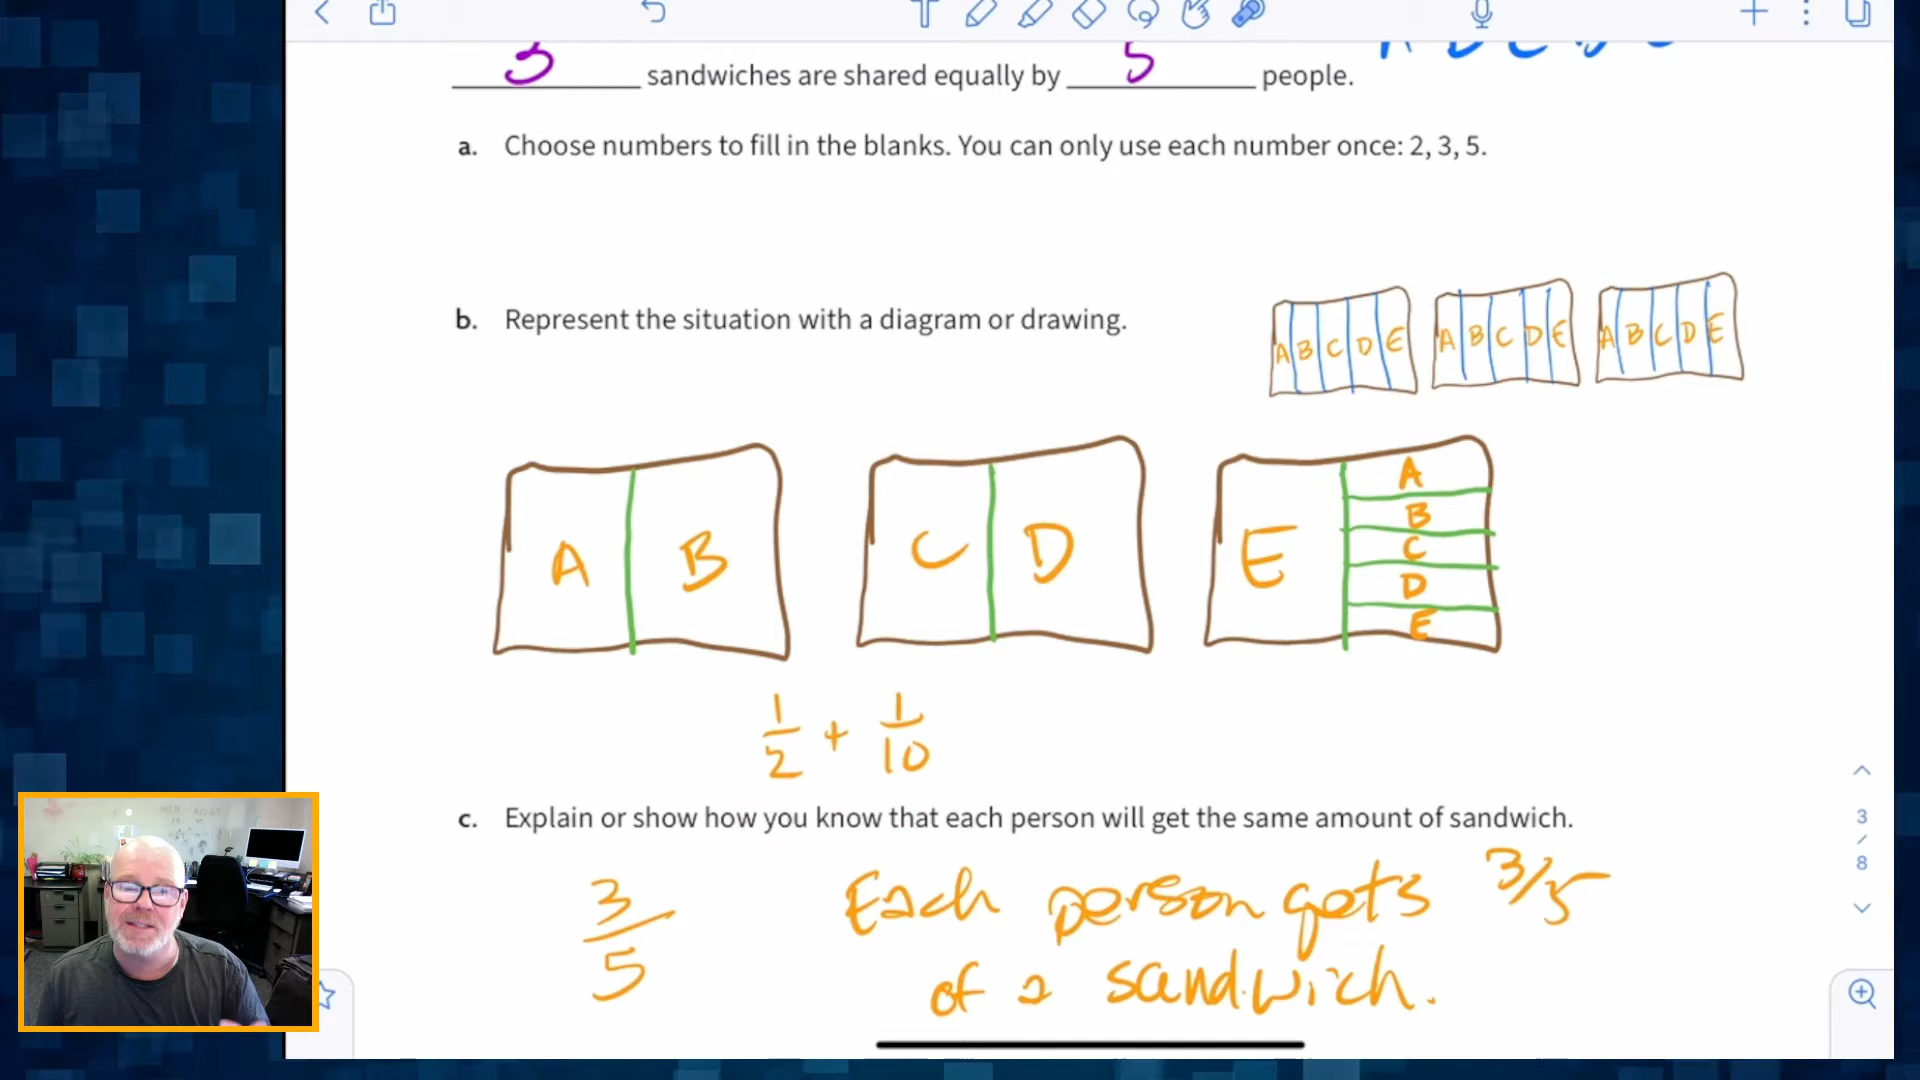 3 sandwiches are shared equally by 5 people.
a. Choose numbers to fill in the blanks. You can only use each number once: 2, 3, 5.
b. Represent the situation with a diagram or drawing.
A B C D E A B C D E A B C D E
A B C D E A
B
C
D
E
1/2 + 1/10
c. Explain or show how you know that each person will get the same amount of sandwich.
3/5 Each person gets 3/5
of a sandwich.
3
/
8